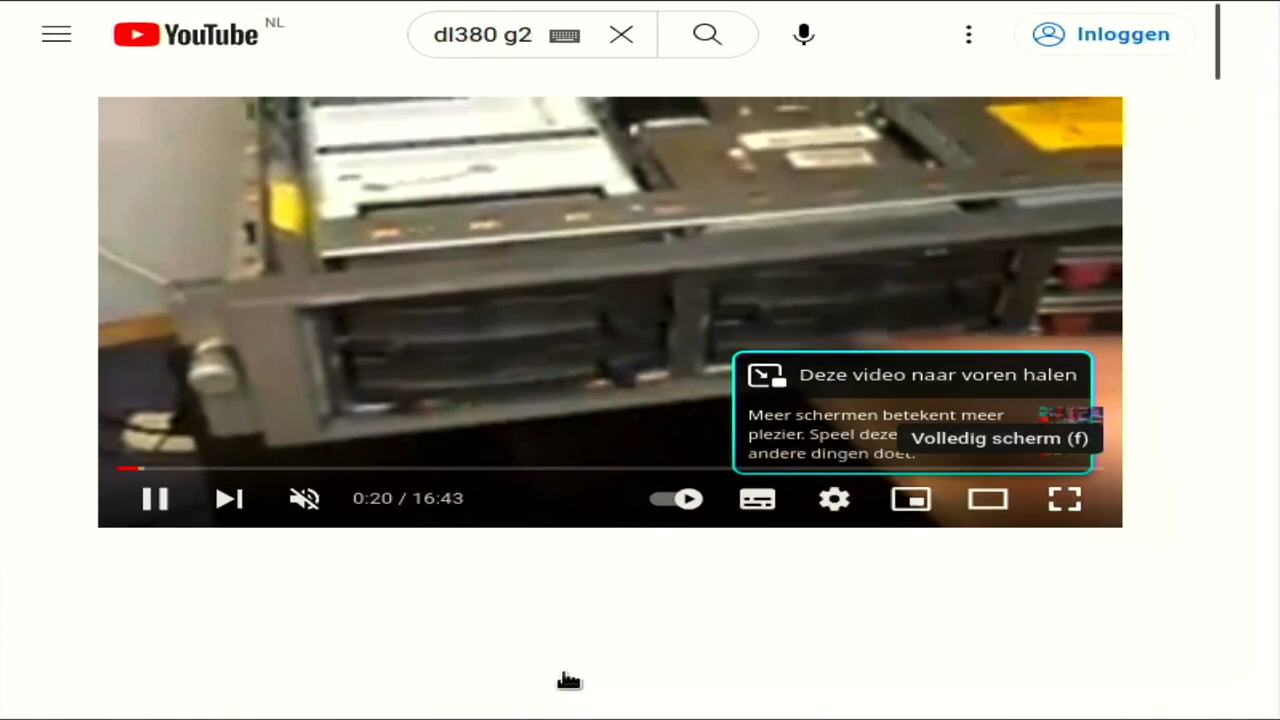 YouTube NL
dl380 g2
Inloggen
Deze video naar voren halen
Meer schermen betekent meer
plezier. Speel deze
andere dingen doet.
Volledig scherm (f)
0:20 / 16:43